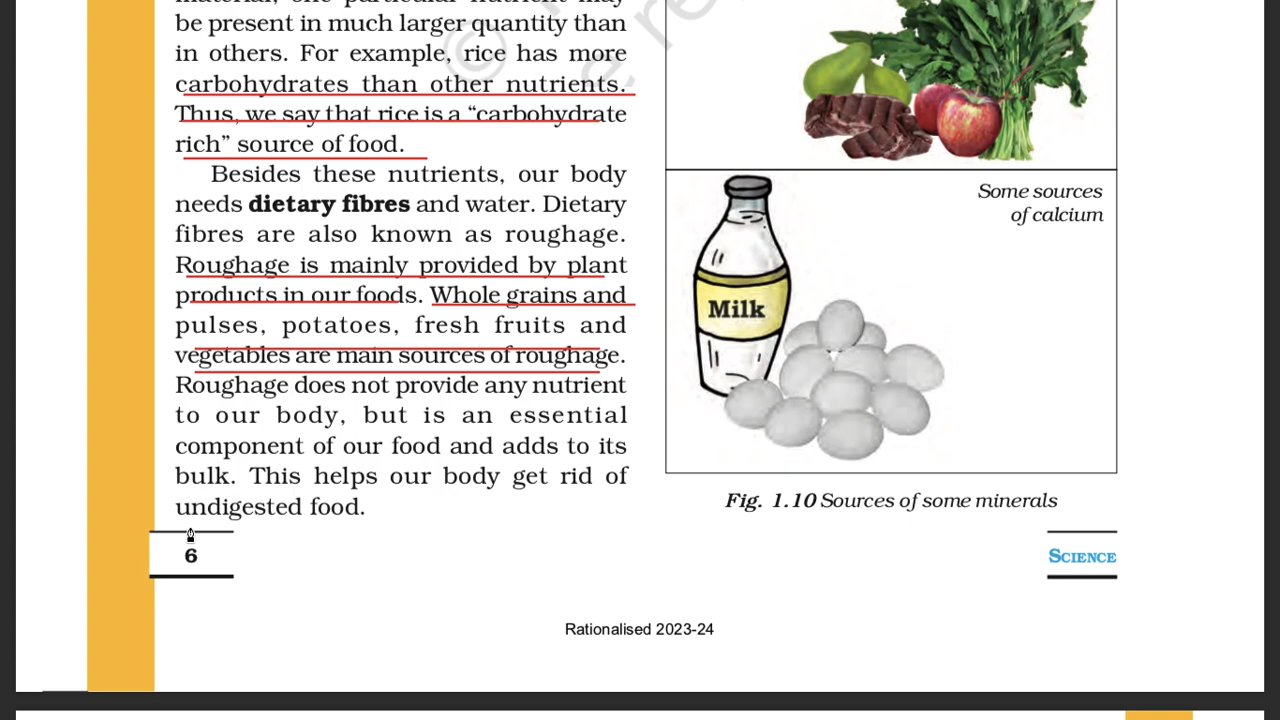 be present in much larger quantity than
in others. For example, rice has more
carbohydrates than other nutrients.
Thus, we say that rice is a “carbohydrate
rich” source of food.
Besides these nutrients, our body
needs dietary fibres and water. Dietary
fibres are also known as roughage.
Roughage is mainly provided by plant
products in our foods. Whole grains and
pulses, potatoes, fresh fruits and
vegetables are main sources of roughage.
Roughage does not provide any nutrient
to our body, but is an essential
component of our food and adds to its
bulk. This helps our body get rid of
undigested food.
6
Some sources
of calcium
Milk
Fig. 1.10 Sources of some minerals
SCIENCE
Rationalised 2023-24